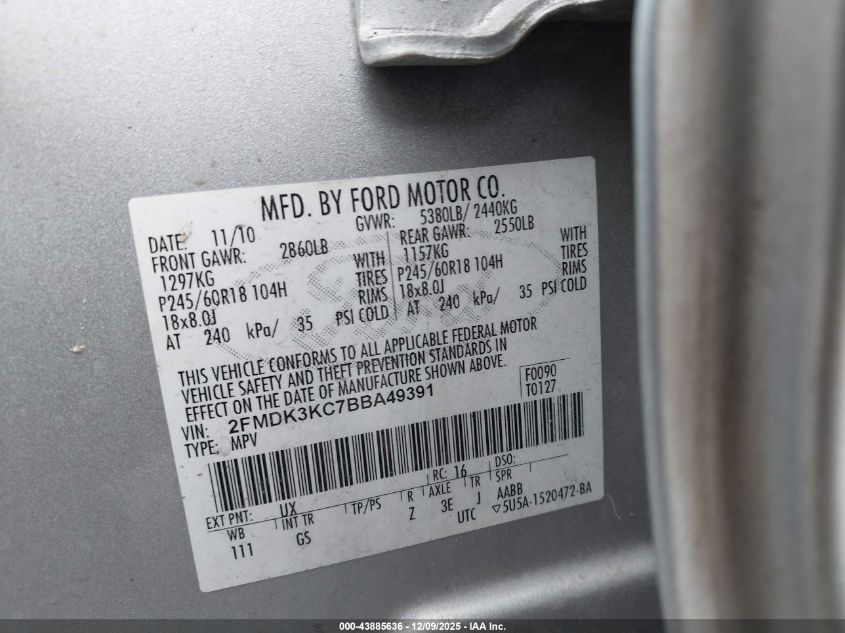 MFD. BY FORD MOTOR CO.
DATE: 11/10 GVWR: 5380LB/ 2440KG
FRONT GAWR: 2860LB REAR GAWR: 2550LB
1297KG WITH 1157KG WITH
P245/60R18 104H TIRES P245/60R18 104H TIRES
18x8.0J RIMS 18x8.0J RIMS
AT 240 kPa/ 35 PSI COLD AT 240 kPa/ 35 PSI COLD
THIS VEHICLE CONFORMS TO ALL APPLICABLE FEDERAL MOTOR
VEHICLE SAFETY AND THEFT PREVENTION STANDARDS IN
EFFECT ON THE DATE OF MANUFACTURE SHOWN ABOVE.
VIN: 2FMDK3KC7BBA49391 F0090
TYPE: MPV T0127
EXT PNT: UX RC: 16 DSO:
WB INT TR TP/PS R AXLE TR SPR
111 GS Z 3E J AABB
UTC ▽5U5A-1520472-BA
000-43885636 - 12/09/2025 - IAA Inc.